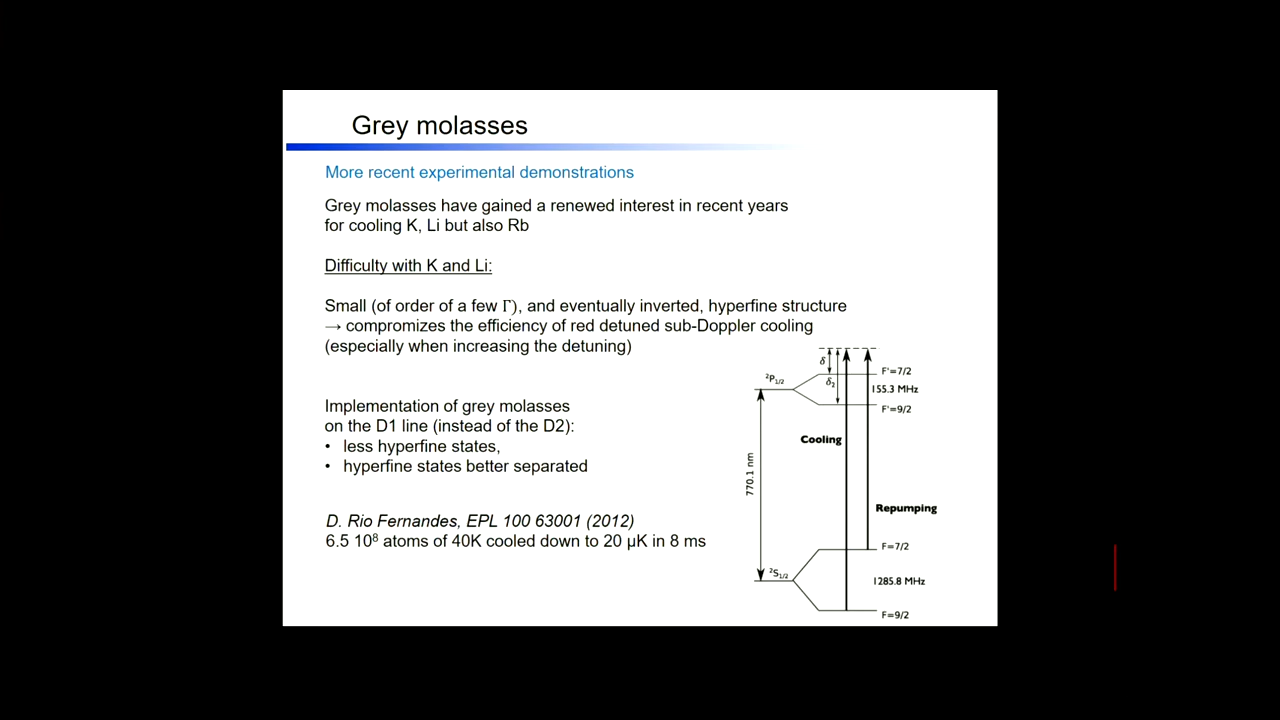 Grey molasses
More recent experimental demonstrations
Grey molasses have gained a renewed interest in recent years
for cooling K, Li but also Rb
Difficulty with K and Li:
Small (of order of a few Γ), and eventually inverted, hyperfine structure
→ compromizes the efficiency of red detuned sub-Doppler cooling
(especially when increasing the detuning)
Implementation of grey molasses
on the D1 line (instead of the D2):
• less hyperfine states,
• hyperfine states better separated
D. Rio Fernandes, EPL 100 63001 (2012)
6.5 10⁸ atoms of 40K cooled down to 20 µK in 8 ms
δ
δ₂
²P₁/₂
F'=7/2
155.3 MHz
F'=9/2
Cooling
770.1 nm
Repumping
F=7/2
²S₁/₂
1285.8 MHz
F=9/2